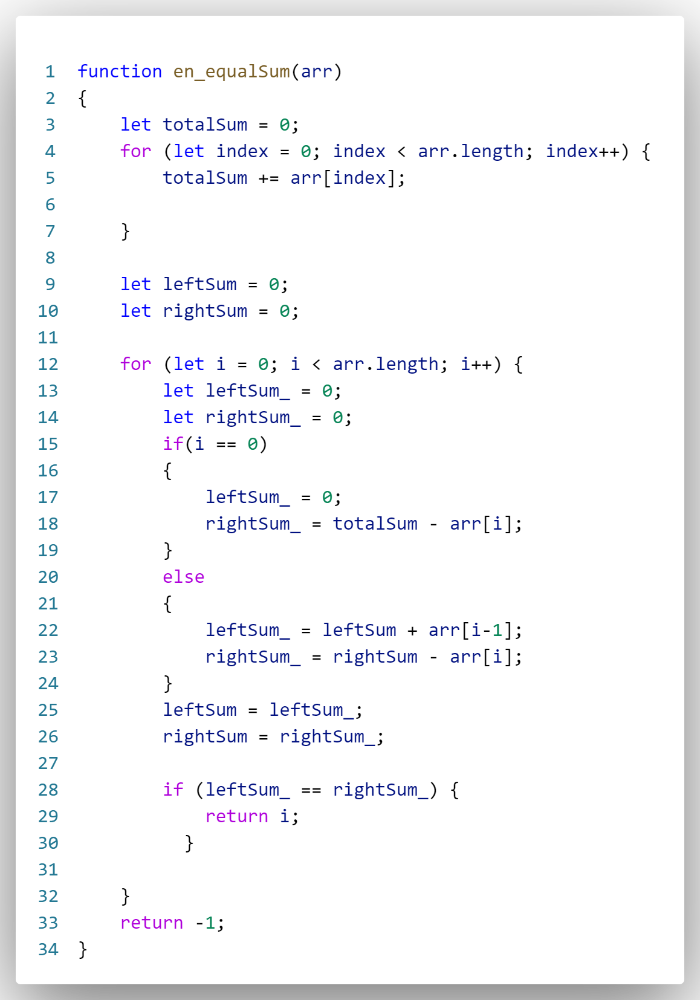 1 function en_equalSum(arr)
2 {
3     let totalSum = 0;
4     for (let index = 0; index < arr.length; index++) {
5         totalSum += arr[index];
6
7     }
8
9     let leftSum = 0;
10     let rightSum = 0;
11
12     for (let i = 0; i < arr.length; i++) {
13         let leftSum_ = 0;
14         let rightSum_ = 0;
15         if(i == 0)
16         {
17             leftSum_ = 0;
18             rightSum_ = totalSum - arr[i];
19         }
20         else
21         {
22             leftSum_ = leftSum + arr[i-1];
23             rightSum_ = rightSum - arr[i];
24         }
25         leftSum = leftSum_;
26         rightSum = rightSum_;
27
28         if (leftSum_ == rightSum_) {
29             return i;
30           }
31
32     }
33     return -1;
34 }